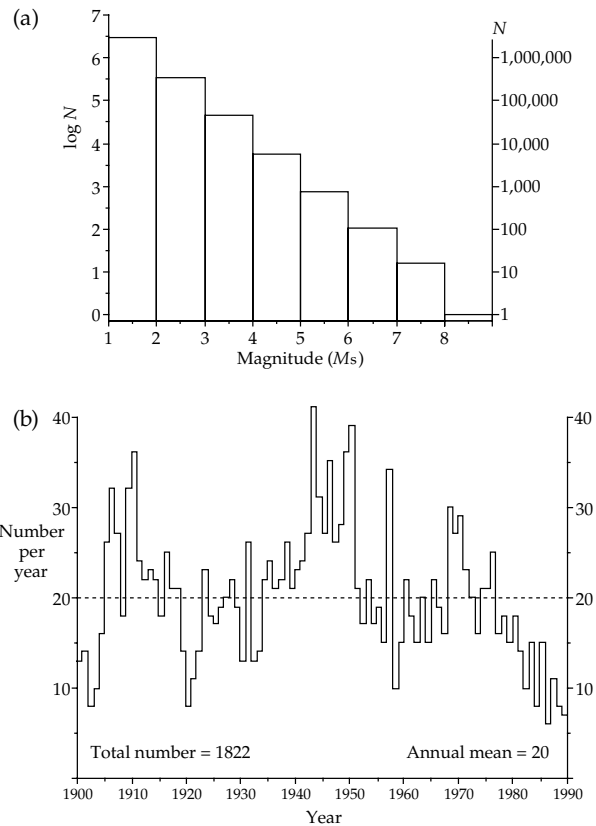 (a)
7
6
5
4
3
2
1
0
log N
N
1,000,000
100,000
10,000
1,000
100
10
1
1 2 3 4 5 6 7 8
Magnitude (Ms)
(b)
40
30
20
10
Number
per
year
40
30
20
10
Total number = 1822
Annual mean = 20
1900 1910 1920 1930 1940 1950 1960 1970 1980 1990
Year